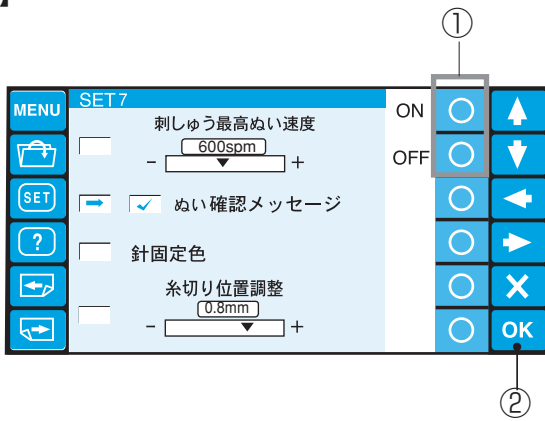 ①
MENU
SET7
刺しゅう最高ぬい速度
600spm
- +
ON
OFF
SET
ぬい確認メッセージ
?
針固定色
糸切り位置調整
0.8mm
- +
OK
②